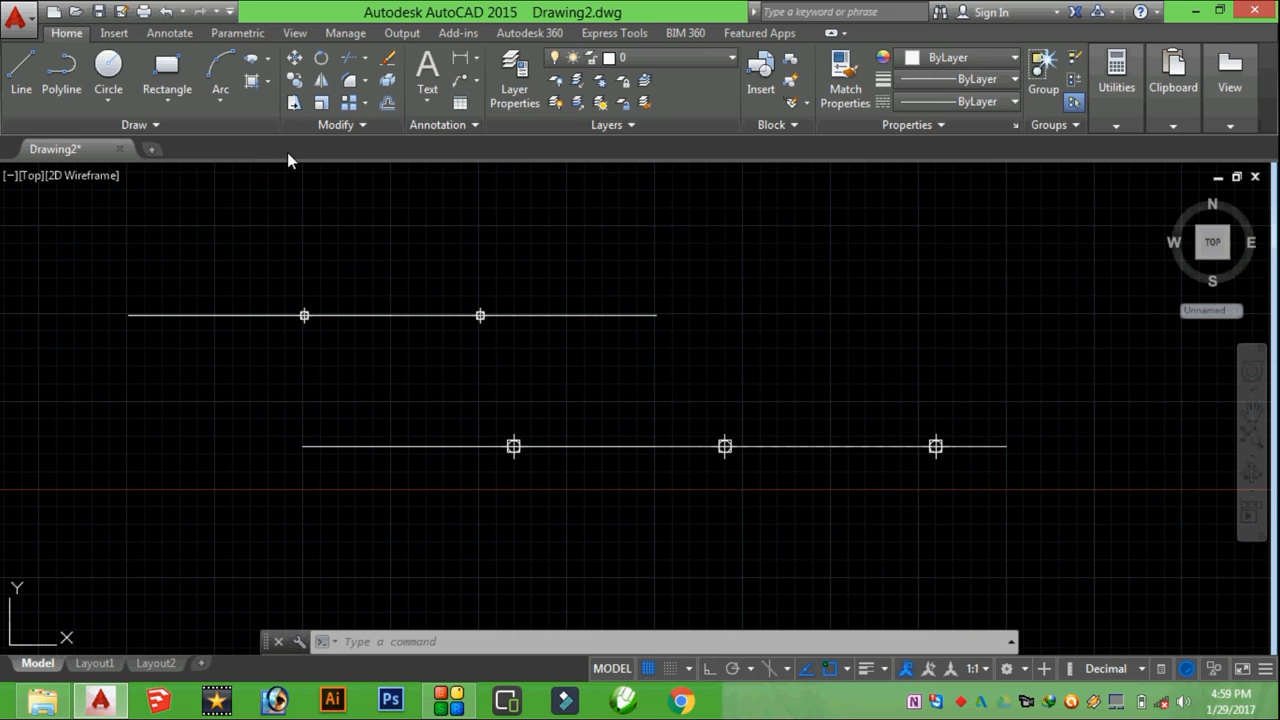 Autodesk AutoCAD 2015 Drawing2.dwg
Type a keyword or phrase
Sign In
Home Insert Annotate Parametric View Manage Output Add-ins Autodesk 360 Express Tools BIM 360 Featured Apps
Line Polyline Circle Rectangle Arc
Text
Layer Properties
0
Insert
Match Properties
ByLayer
ByLayer
ByLayer
Group
Utilities
Clipboard
View
Draw Modify Annotation Layers Block Properties Groups
Drawing2*
[−][Top][2D Wireframe]
N
W TOP E
S
Unnamed
Y
X
Type a command
Model Layout1 Layout2
MODEL
1:1
Decimal
Ai
Ps
N
4:59 PM
1/29/2017